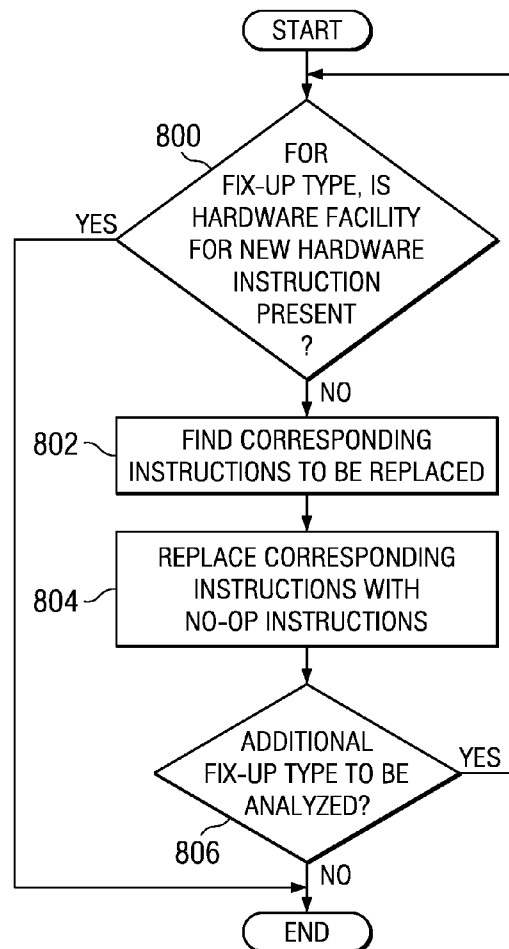 START
800
FOR
FIX-UP TYPE, IS
HARDWARE FACILITY
FOR NEW HARDWARE
INSTRUCTION
PRESENT
?
YES
NO
802
FIND CORRESPONDING
INSTRUCTIONS TO BE REPLACED
804
REPLACE CORRESPONDING
INSTRUCTIONS WITH
NO-OP INSTRUCTIONS
ADDITIONAL
FIX-UP TYPE TO BE
ANALYZED?
YES
806
NO
END